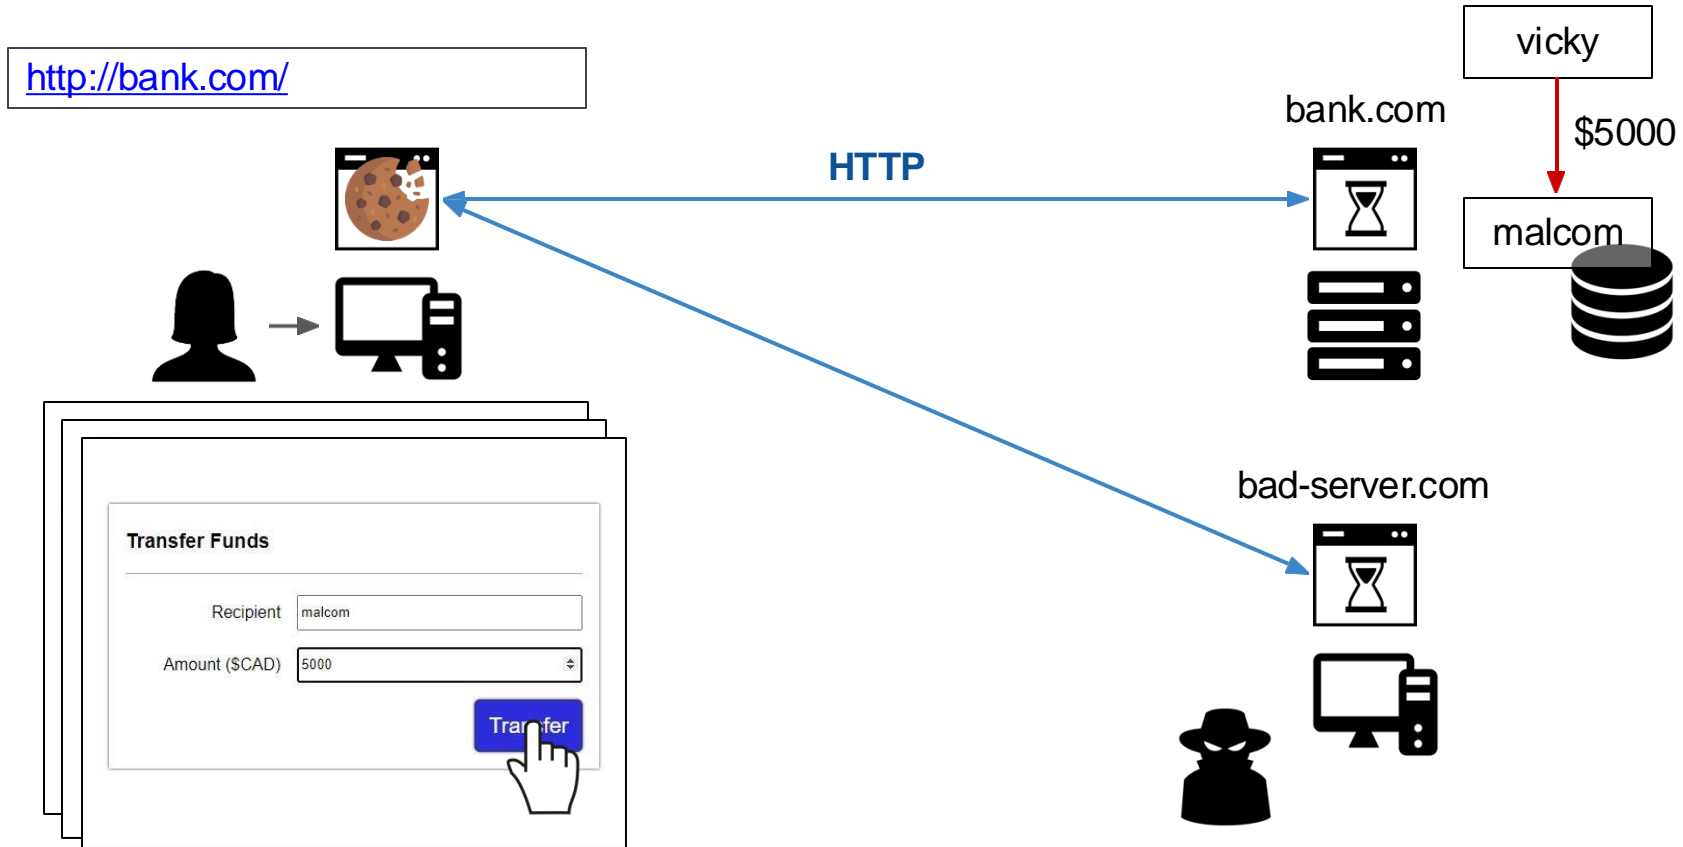 http://bank.com/
vicky
bank.com
$5000
HTTP
malcom
bad-server.com
Transfer Funds
Recipient
malcom
Amount ($CAD)
5000
Transfer